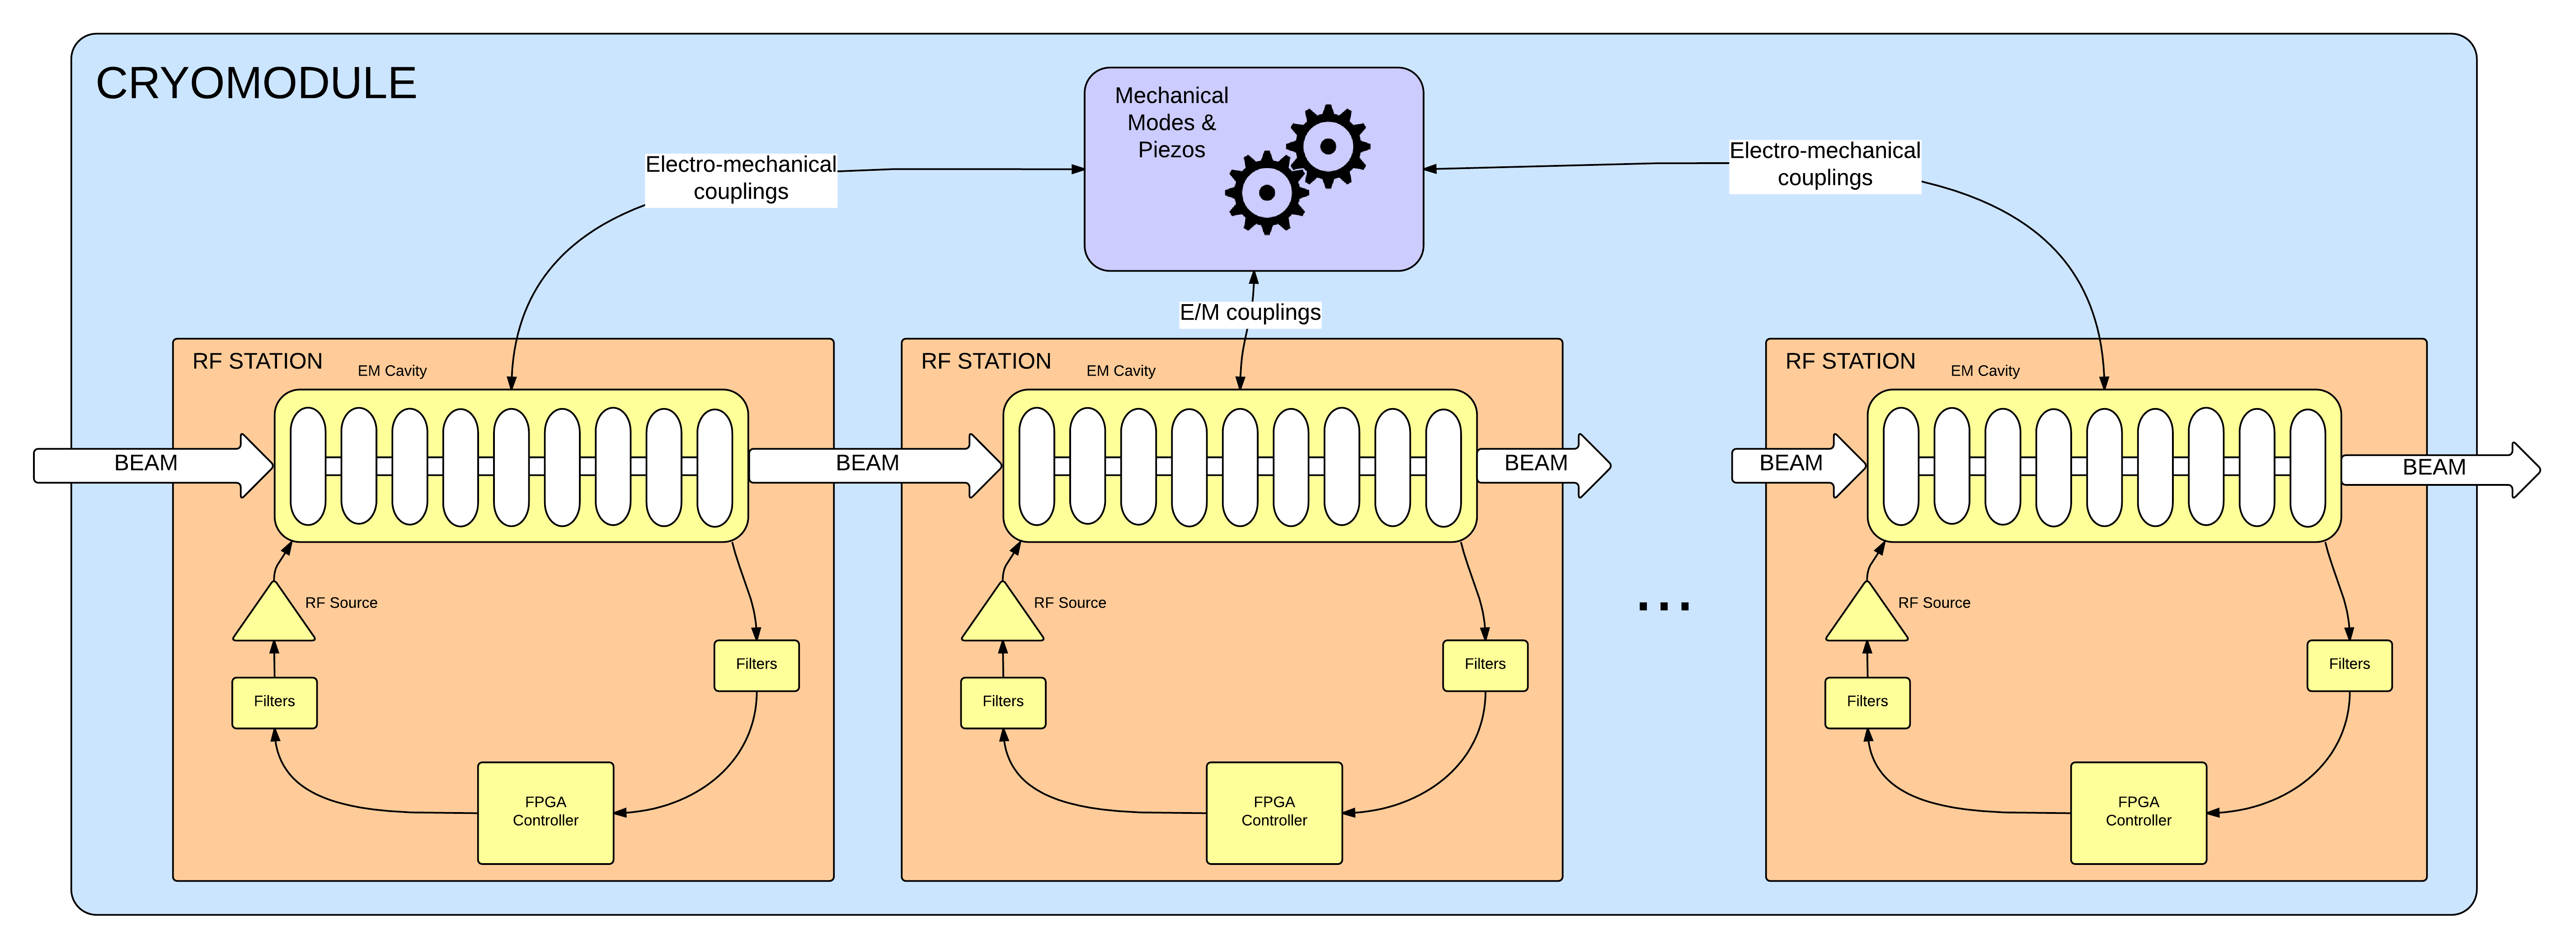 CRYOMODULE
Mechanical
Modes &
Piezos
Electro-mechanical
couplings
Electro-mechanical
couplings
E/M couplings
RF STATION
EM Cavity
BEAM
RF Source
Filters
Filters
FPGA
Controller
BEAM
RF STATION
EM Cavity
RF Source
Filters
Filters
FPGA
Controller
BEAM
...
BEAM
RF STATION
EM Cavity
RF Source
Filters
Filters
FPGA
Controller
BEAM